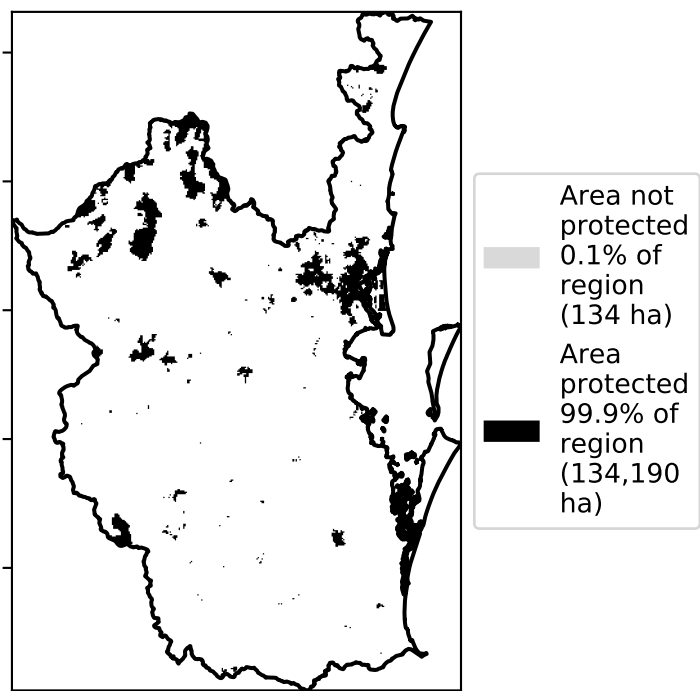 Area not
protected
0.1% of
region
(134 ha)
Area
protected
99.9% of
region
(134,190
ha)